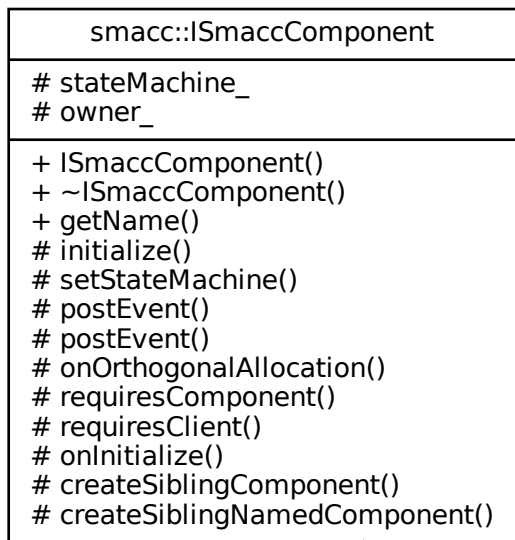 smacc::ISmaccComponent
# stateMachine_
# owner_
+ ISmaccComponent()
+ ~ISmaccComponent()
+ getName()
# initialize()
# setStateMachine()
# postEvent()
# postEvent()
# onOrthogonalAllocation()
# requiresComponent()
# requiresClient()
# onInitialize()
# createSiblingComponent()
# createSiblingNamedComponent()